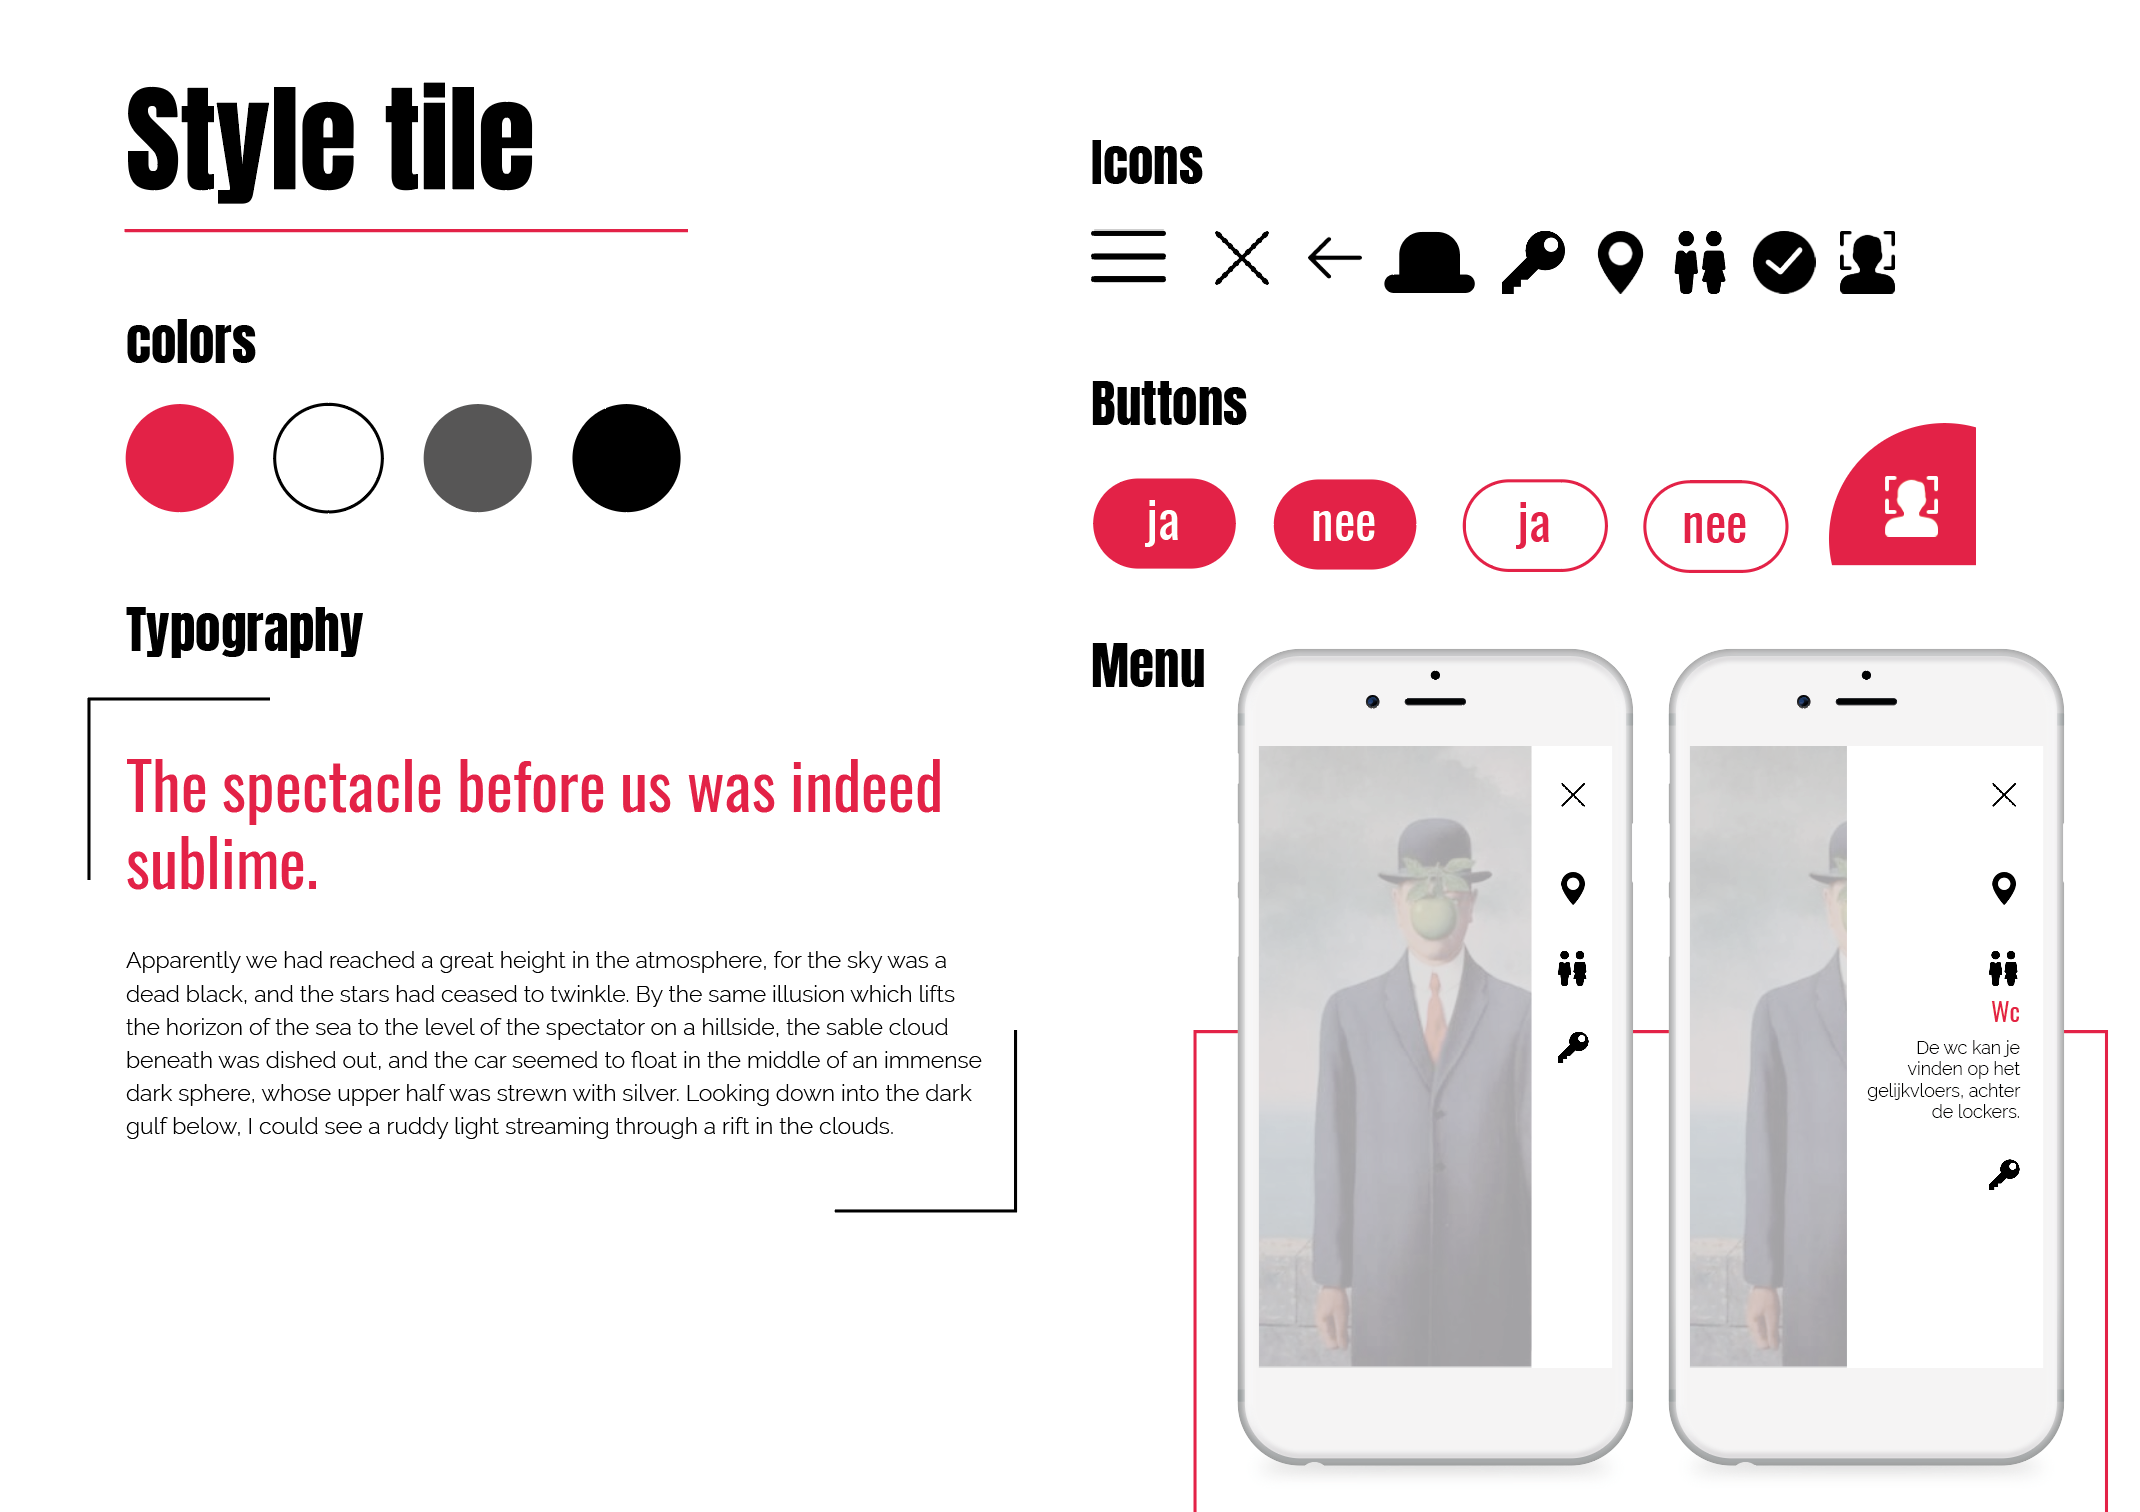 Style tile
colors
Typography
The spectacle before us was indeed
sublime.
Apparently we had reached a great height in the atmosphere, for the sky was a
dead black, and the stars had ceased to twinkle. By the same illusion which lifts
the horizon of the sea to the level of the spectator on a hillside, the sable cloud
beneath was dished out, and the car seemed to float in the middle of an immense
dark sphere, whose upper half was strewn with silver. Looking down into the dark
gulf below, I could see a ruddy light streaming through a rift in the clouds.
Icons
Buttons
ja
nee
ja
nee
Menu
Wc
De wc kan je
vinden op het
gelijkvloers, achter
de lockers.